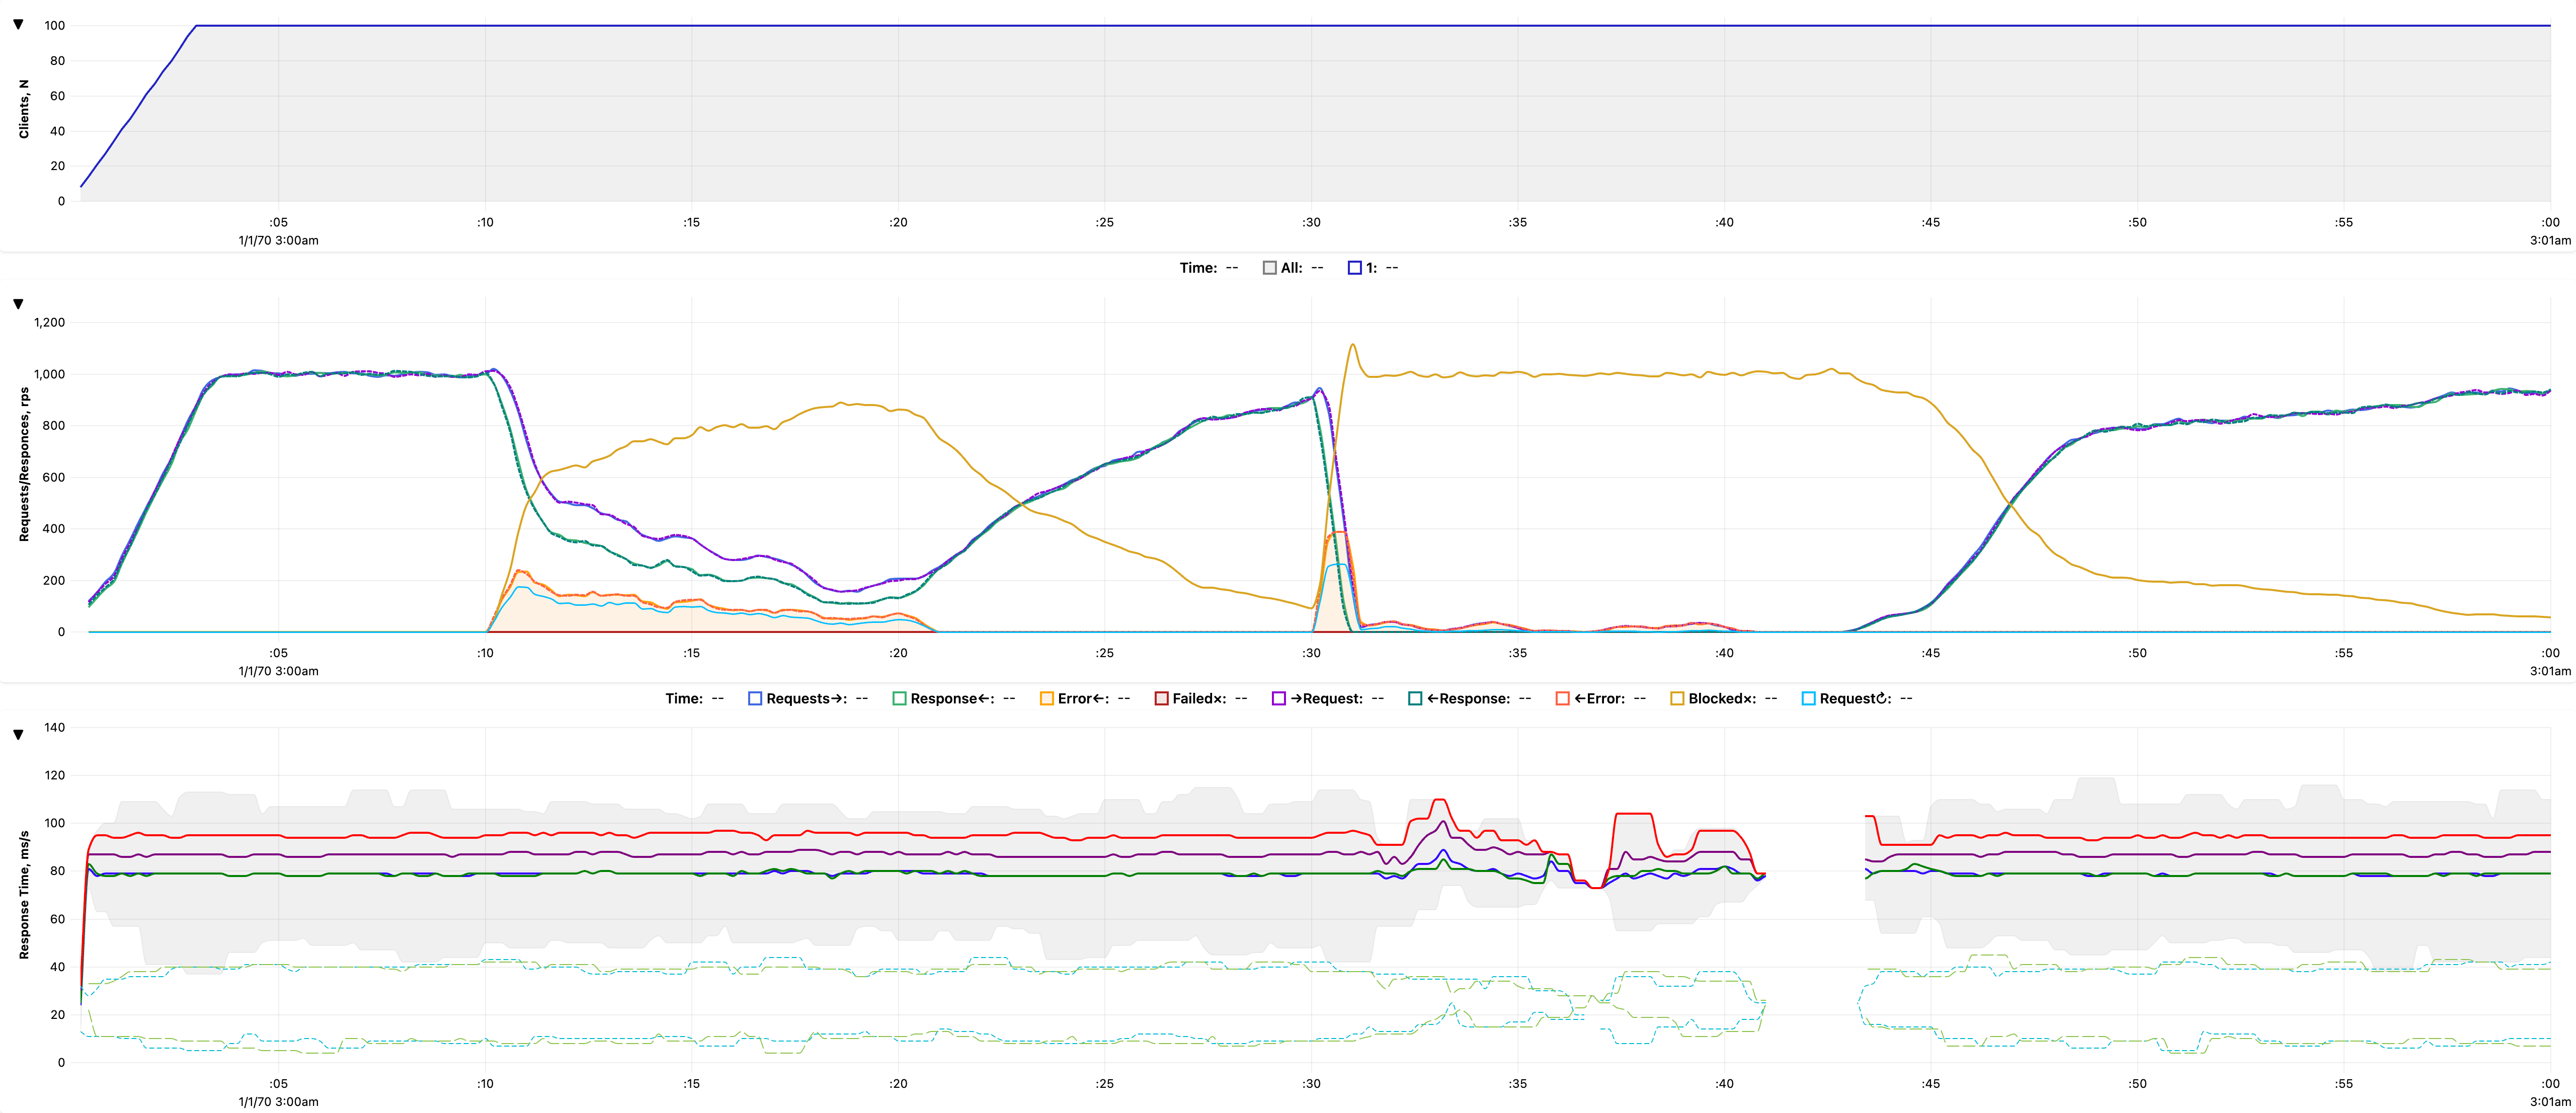 ▼
100
80
60
40
20
0
Clients, N
:05 :10 :15 :20 :25 :30 :35 :40 :45 :50 :55 :00
1/1/70 3:00am 3:01am
Time: -- All: -- 1: --
▼
1,200
1,000
800
600
400
200
0
Requests/Responces, rps
:05 :10 :15 :20 :25 :30 :35 :40 :45 :50 :55 :00
1/1/70 3:00am 3:01am
Time: -- Requests→: -- Response←: -- Error←: -- Failed×: -- →Request: -- ←Response: -- ←Error: -- Blocked×: -- Request↻: --
▼
140
120
100
80
60
40
20
0
Response Time, ms/s
:05 :10 :15 :20 :25 :30 :35 :40 :45 :50 :55 :00
1/1/70 3:00am 3:01am